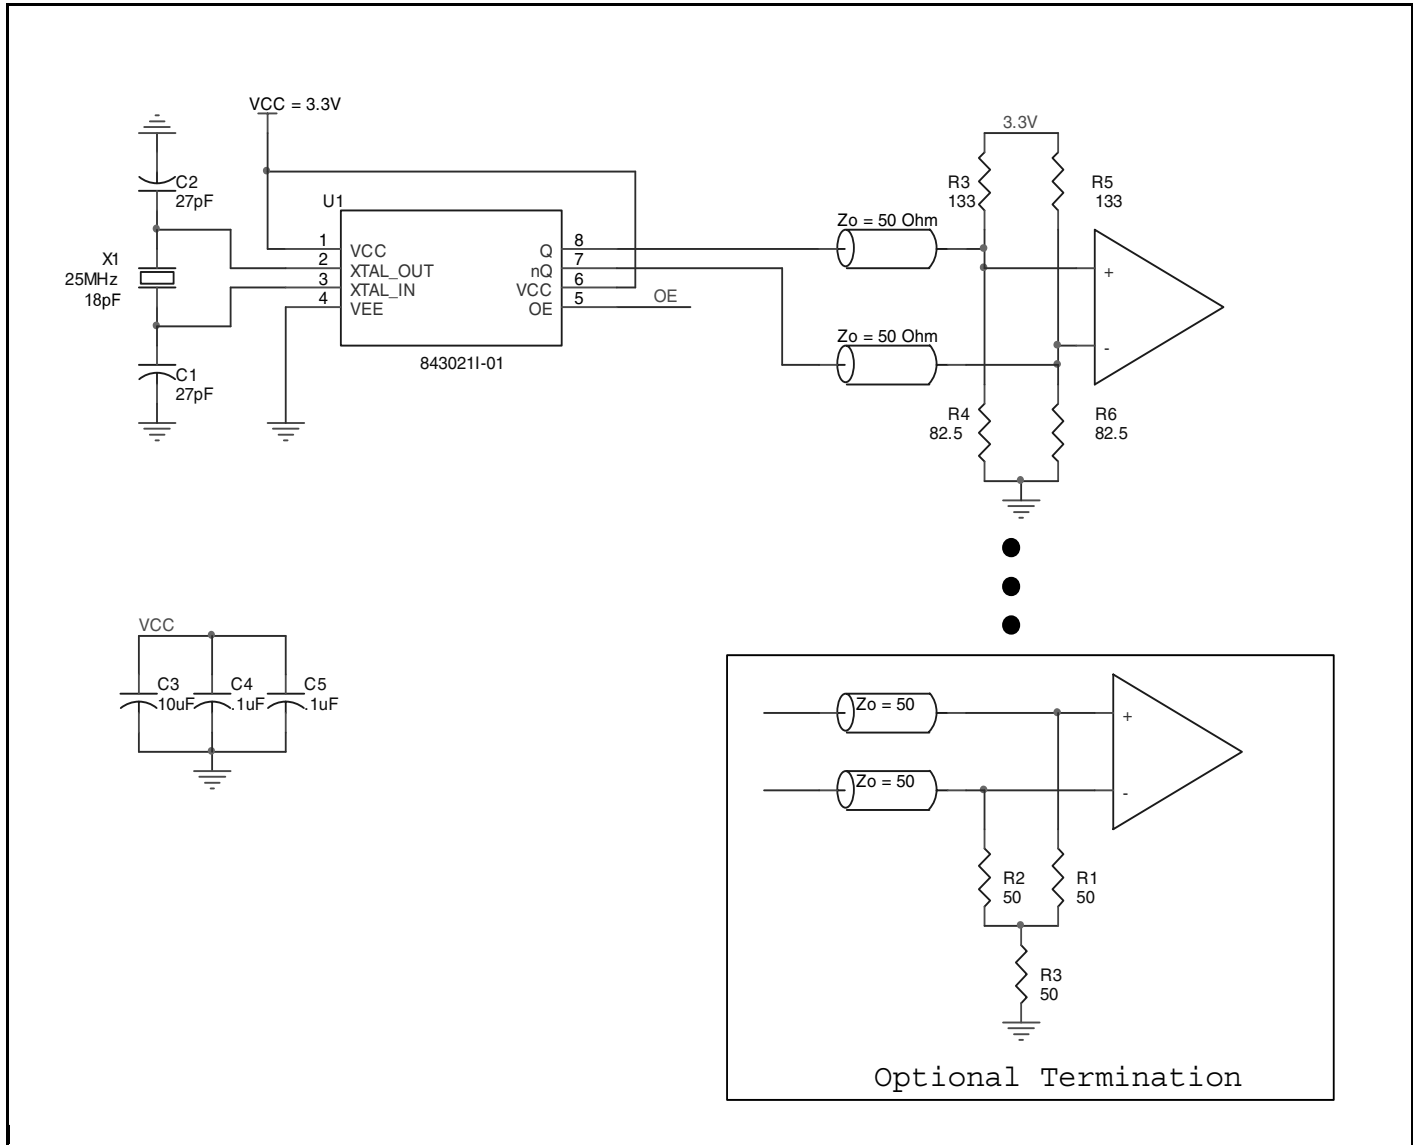 VCC = 3.3V
3.3V
C2
27pF
R3
133
R5
133
U1
Zo = 50 Ohm
X1
25MHz
18pF
1
2
3
4
VCC
XTAL_OUT
XTAL_IN
VEE
Q
nQ
VCC
OE
8
7
6
5
OE
+
-
Zo = 50 Ohm
843021I-01
C1
27pF
R4
82.5
R6
82.5
VCC
C3
10uF
C4
.1uF
C5
.1uF
Zo = 50
+
Zo = 50
-
R2
50
R1
50
R3
50
Optional Termination